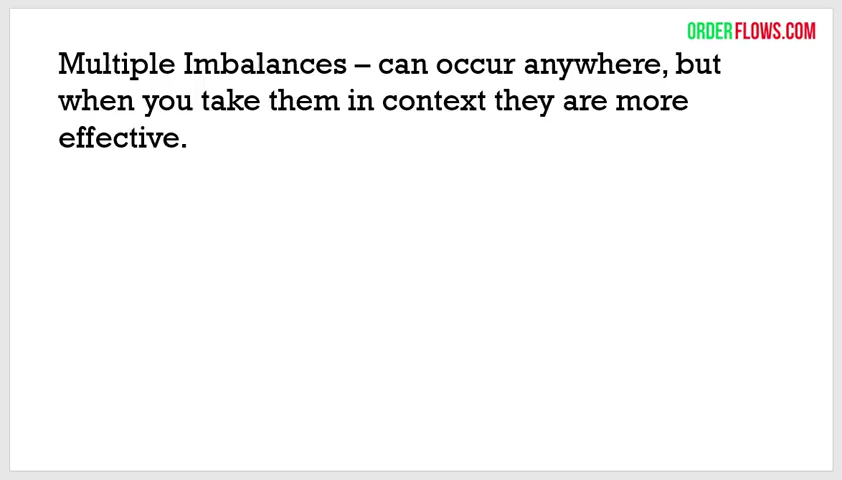 ORDERFLOWS.COM
Multiple Imbalances – can occur anywhere, but
when you take them in context they are more
effective.